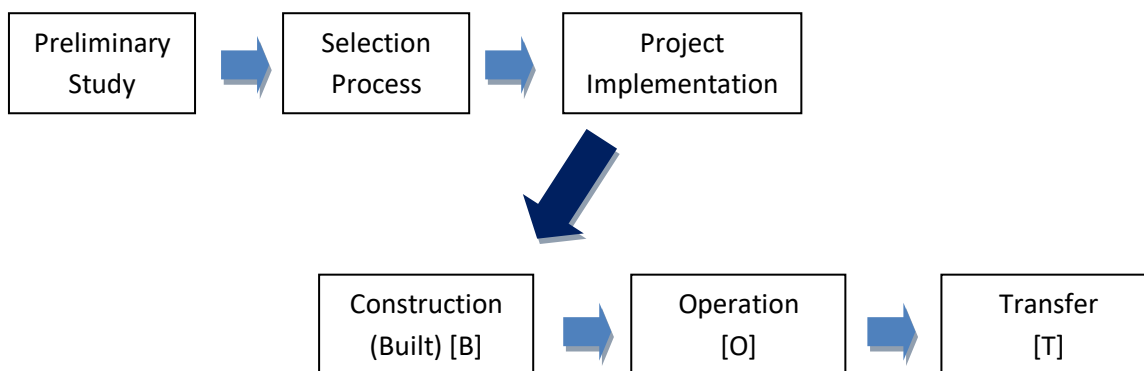 Preliminary
Study
Selection
Process
Project
Implementation
Construction
(Built) [B]
Operation
[O]
Transfer
[T]